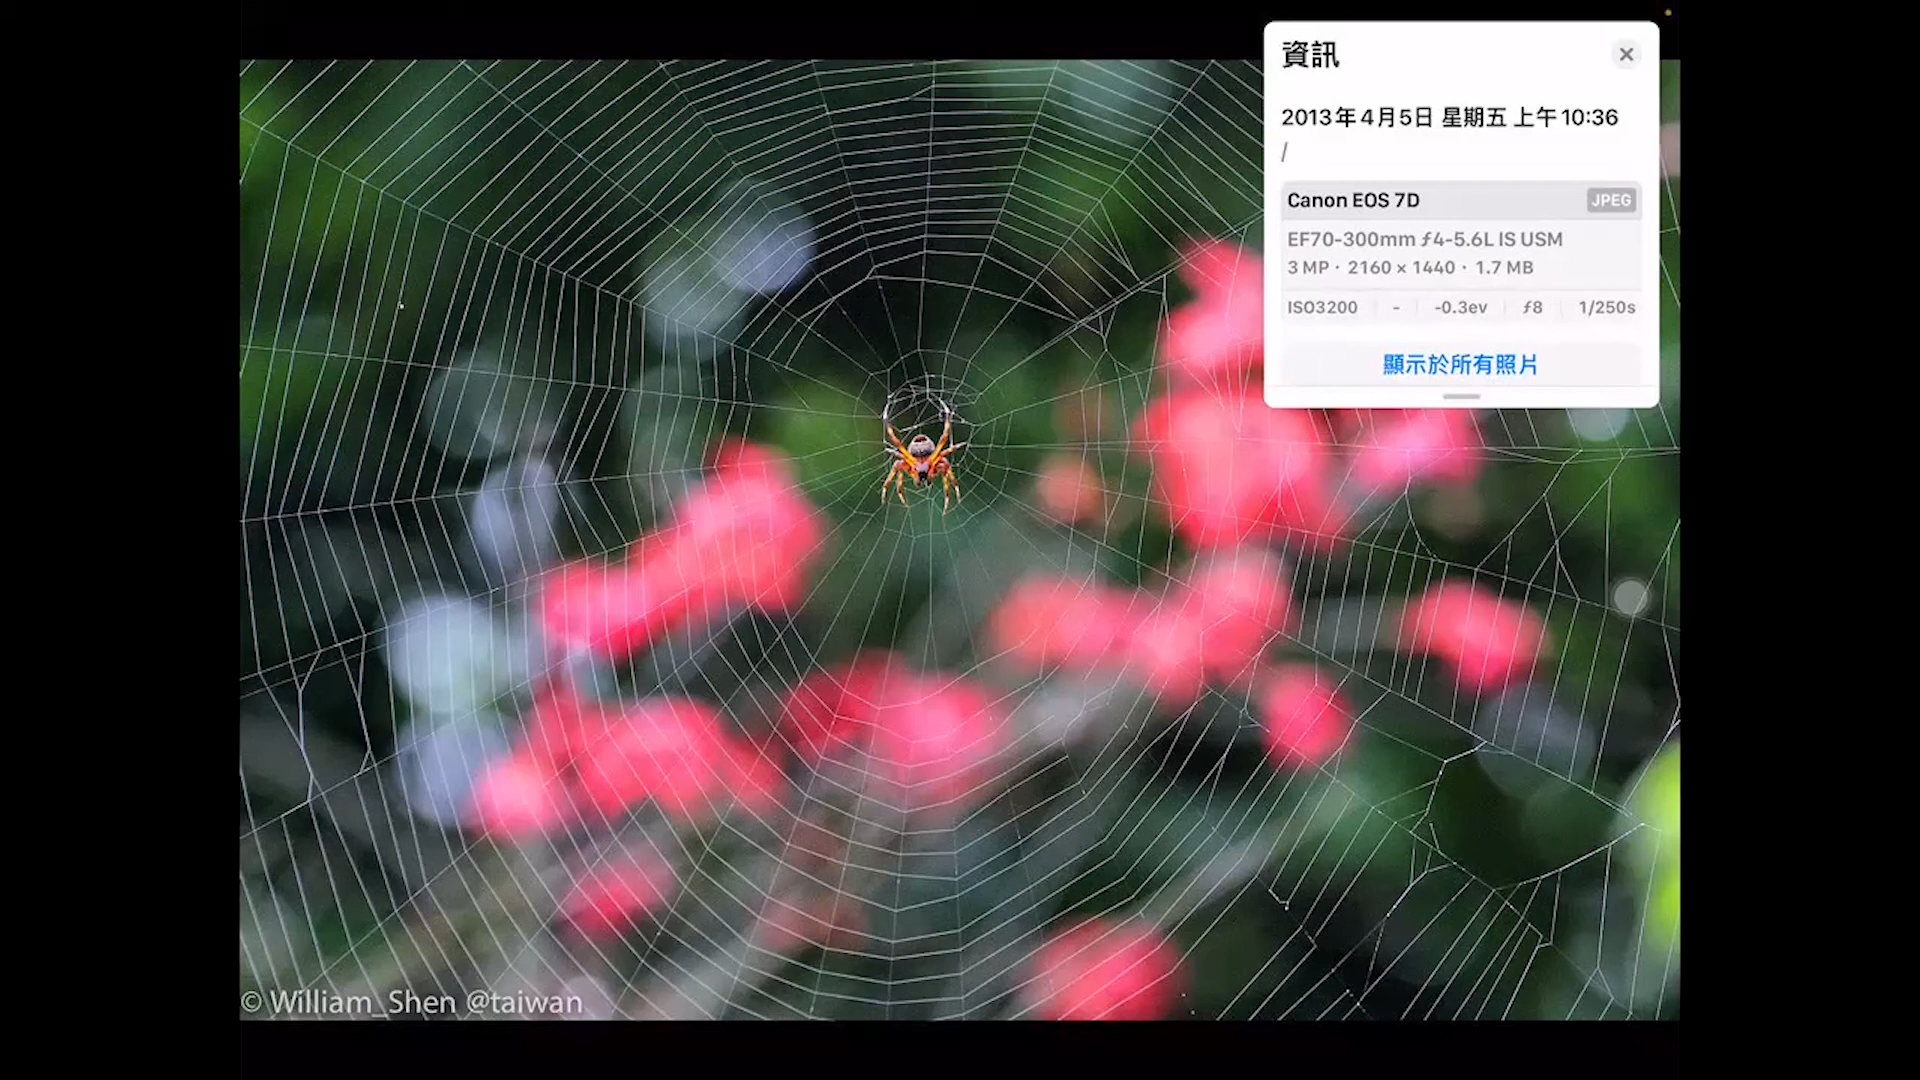 資訊
2013年4月5日 星期五 上午10:36
/
Canon EOS 7D JPEG
EF70-300mm ƒ4-5.6L IS USM
3 MP · 2160 × 1440 · 1.7 MB
ISO3200 - -0.3ev ƒ8 1/250s
顯示於所有照片
© William_Shen @taiwan